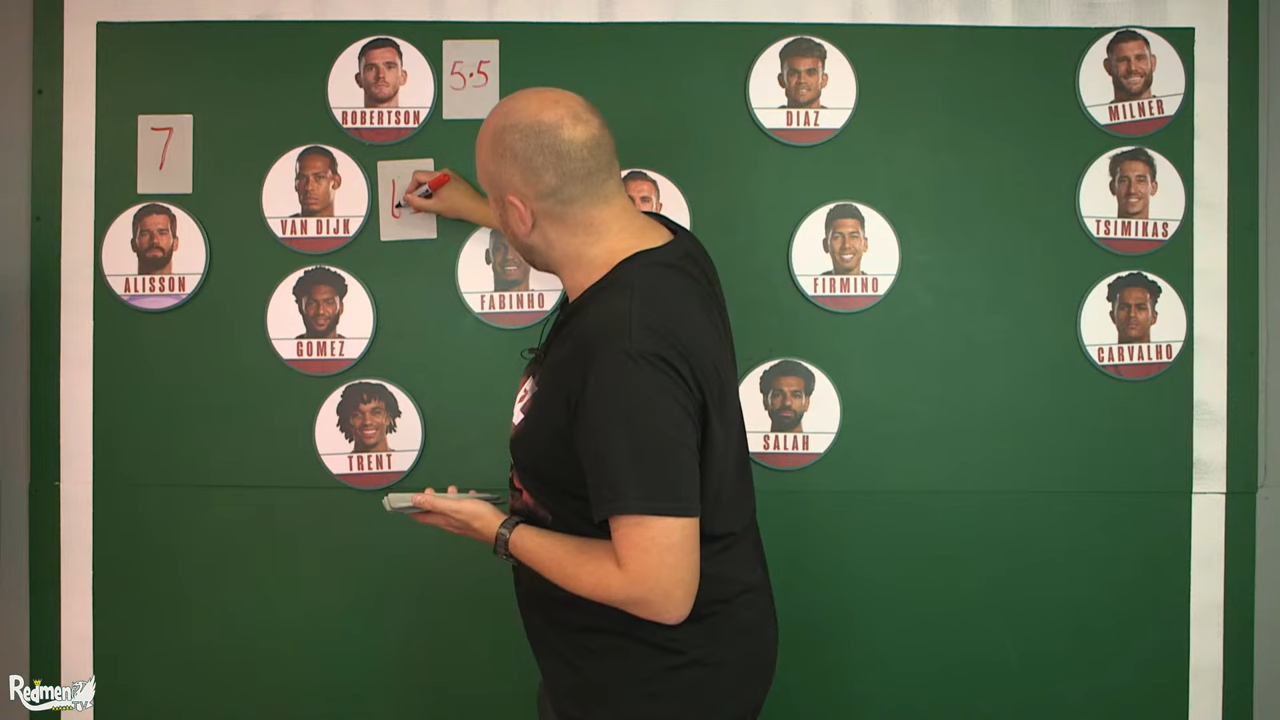 ROBERTSON
5.5
DIAZ
MILNER
7
VAN DIJK
TSIMIKAS
ALISSON
FABINHO
FIRMINO
GOMEZ
CARVALHO
TRENT
SALAH
Redmen TV